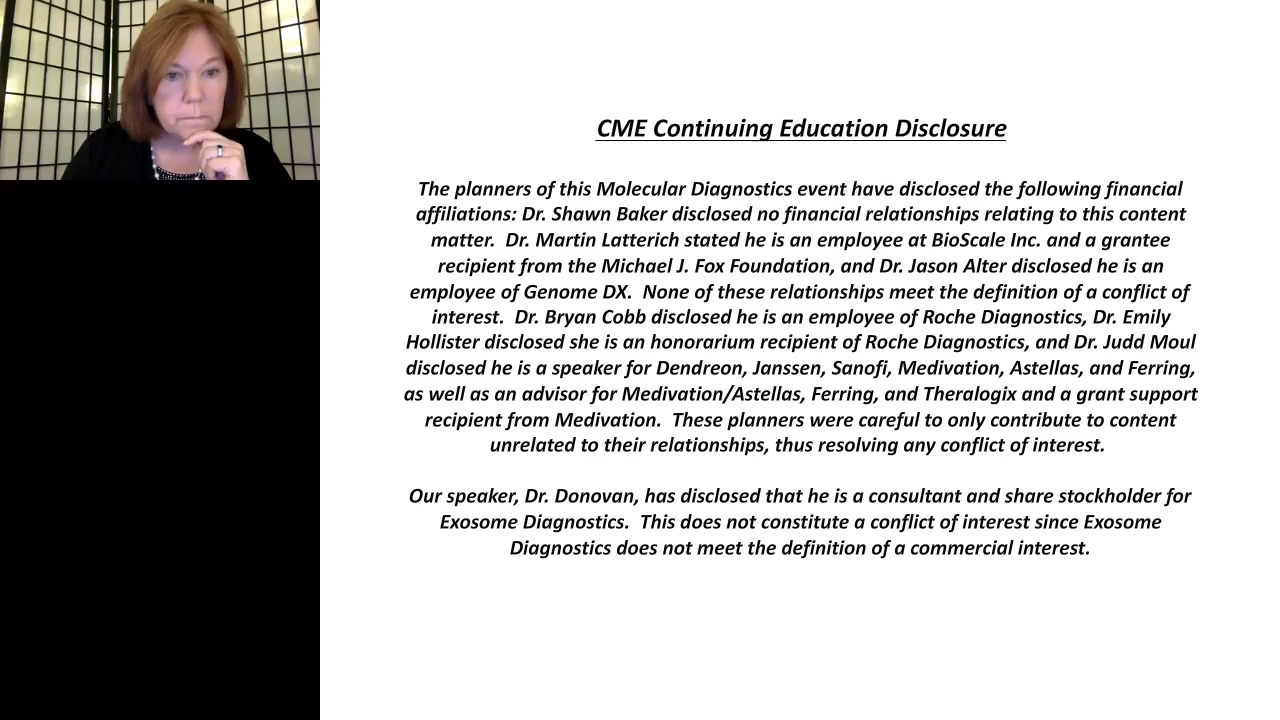 CME Continuing Education Disclosure
The planners of this Molecular Diagnostics event have disclosed the following financial
affiliations: Dr. Shawn Baker disclosed no financial relationships relating to this content
matter.  Dr. Martin Latterich stated he is an employee at BioScale Inc. and a grantee
recipient from the Michael J. Fox Foundation, and Dr. Jason Alter disclosed he is an
employee of Genome DX.  None of these relationships meet the definition of a conflict of
interest.  Dr. Bryan Cobb disclosed he is an employee of Roche Diagnostics, Dr. Emily
Hollister disclosed she is an honorarium recipient of Roche Diagnostics, and Dr. Judd Moul
disclosed he is a speaker for Dendreon, Janssen, Sanofi, Medivation, Astellas, and Ferring,
as well as an advisor for Medivation/Astellas, Ferring, and Theralogix and a grant support
recipient from Medivation.  These planners were careful to only contribute to content
unrelated to their relationships, thus resolving any conflict of interest.
Our speaker, Dr. Donovan, has disclosed that he is a consultant and share stockholder for
Exosome Diagnostics.  This does not constitute a conflict of interest since Exosome
Diagnostics does not meet the definition of a commercial interest.